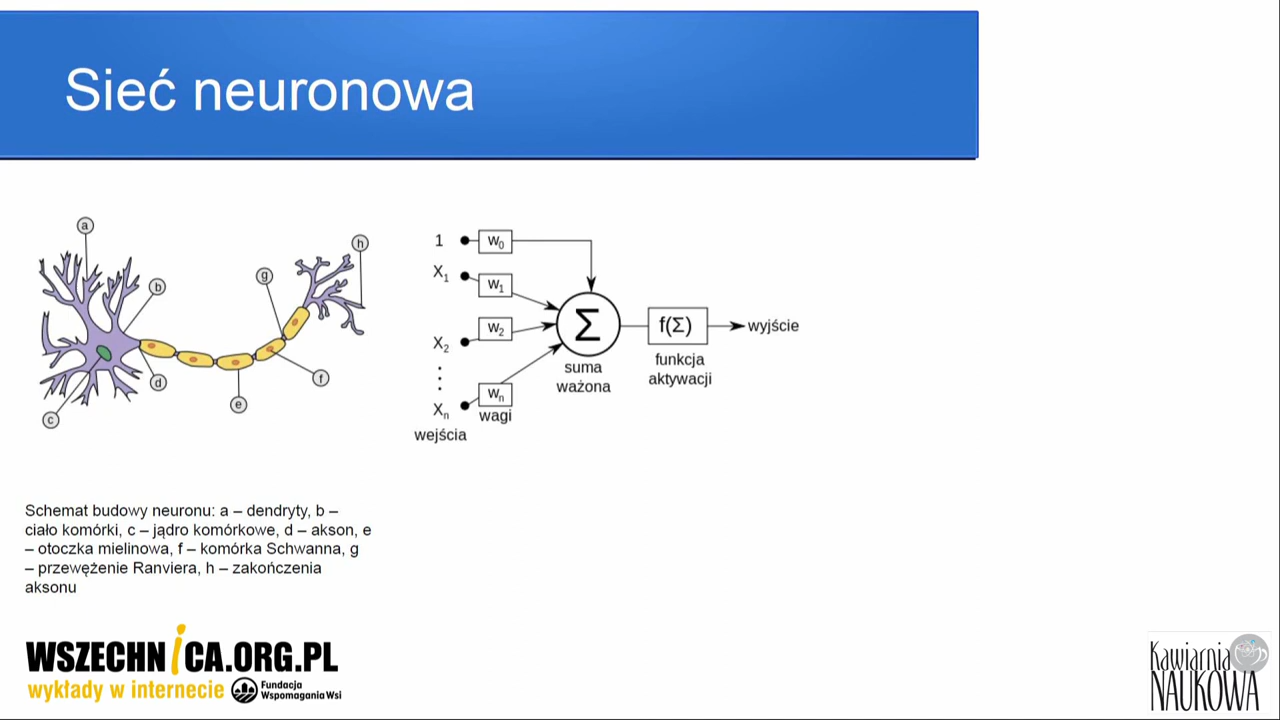 Sieć neuronowa
a
b
c
d
e
f
g
h
1
X1
X2
Xn
wejścia
w0
w1
w2
wn
wagi
Σ
suma
ważona
f(Σ)
funkcja
aktywacji
wyjście
Schemat budowy neuronu: a – dendryty, b –
ciało komórki, c – jądro komórkowe, d – akson, e
– otoczka mielinowa, f – komórka Schwanna, g
– przewężenie Ranviera, h – zakończenia
aksonu
WSZECHNiCA.ORG.PL
wykłady w internecie
Fundacja
Wspomagania Wsi
Kawiarnia
NAUKOWA